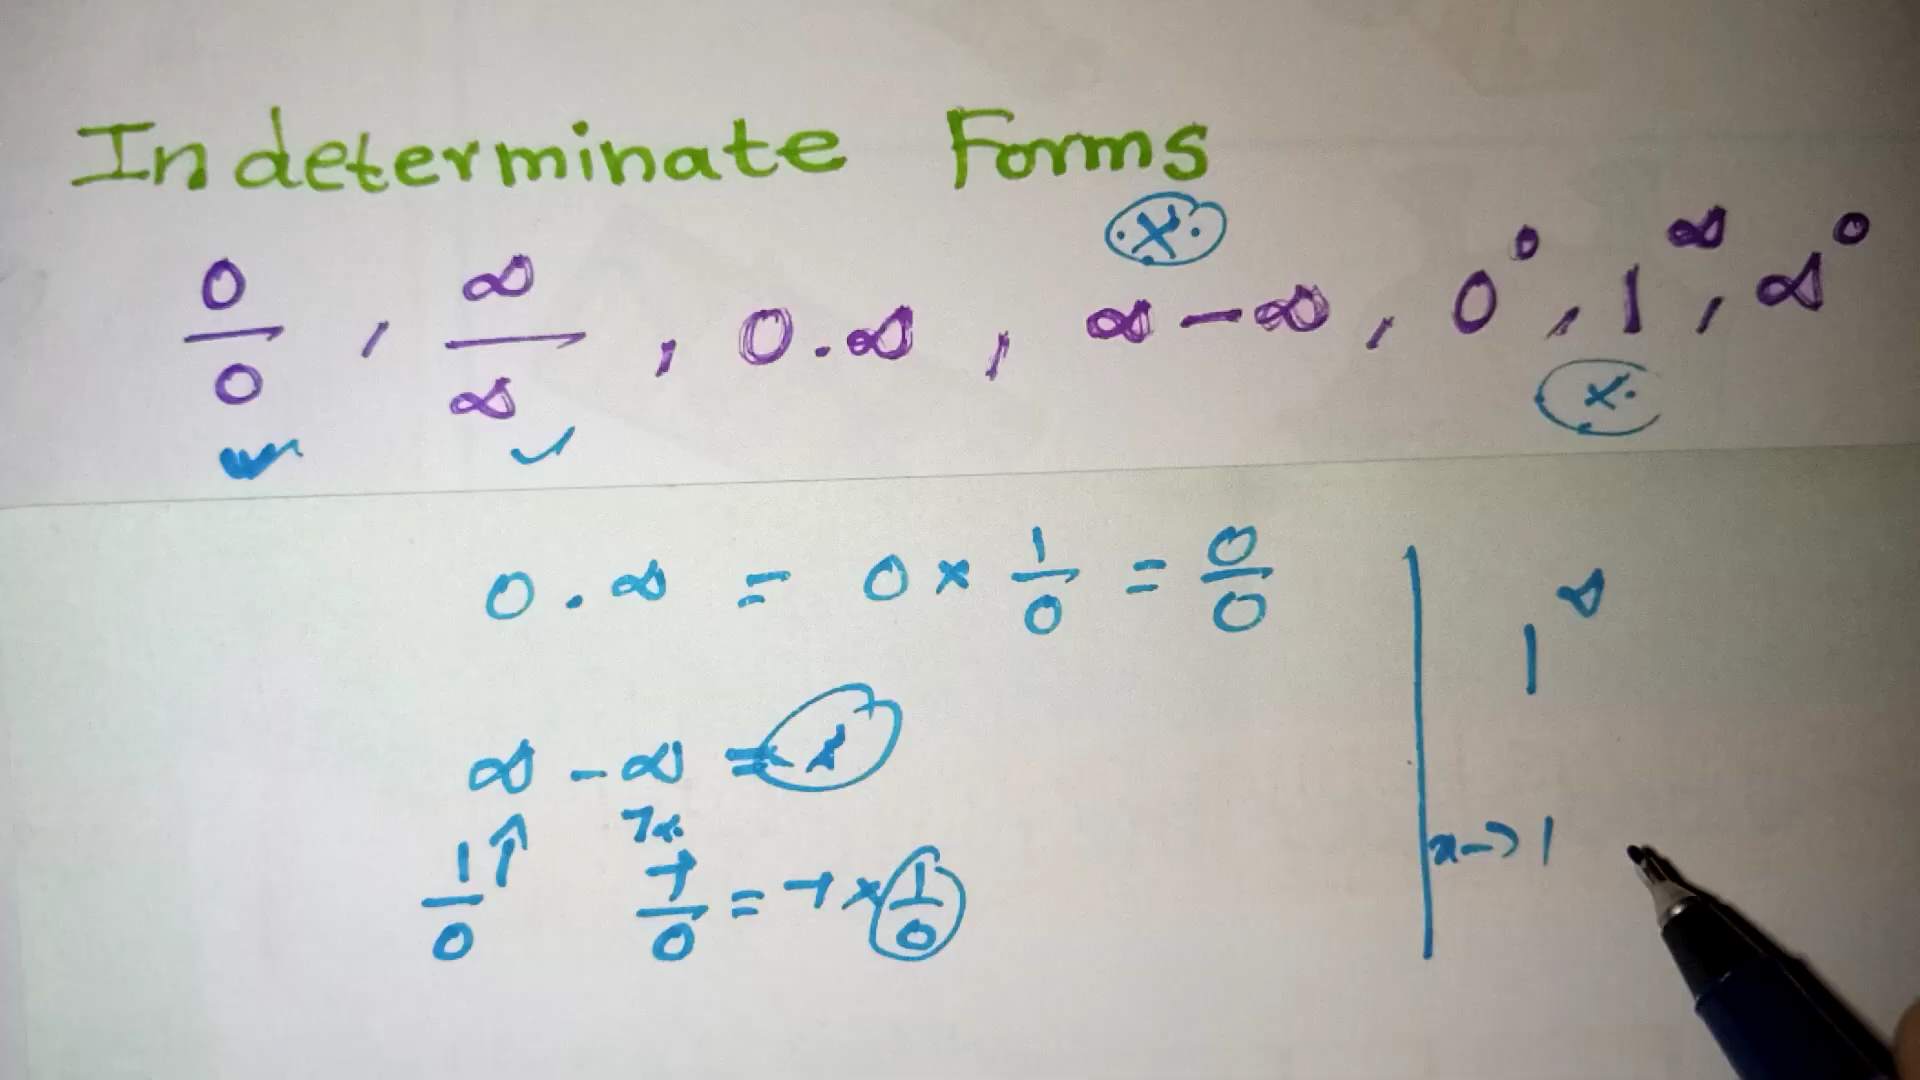 Indeterminate Forms
0/0 , ∞/∞ , 0.∞ , ∞-∞ , 0⁰ , 1^∞ , ∞⁰
0.∞ = 0 × 1/0 = 0/0
1^∞
∞ - ∞ =
1/0 7/0 = 7 × 1/0
x→1